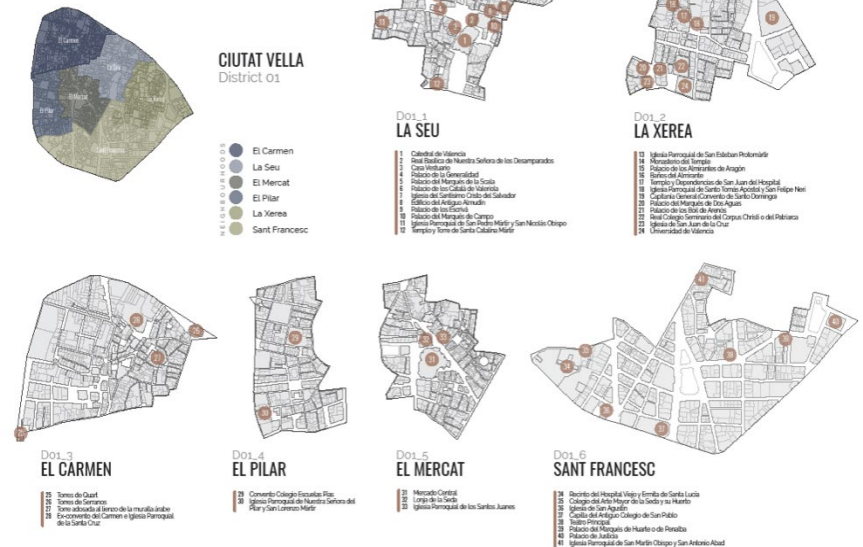 El Carmen
La Seu
El Mercat
El Pilar
La Xerea
Sant Francesc
CIUTAT VELLA
District 01
NEIGHBOURHOODS
El Carmen
La Seu
El Mercat
El Pilar
La Xerea
Sant Francesc
D01_1
LA SEU
1 Catedral de Valencia
2 Real Basílica de Nuestra Señora de los Desamparados
3 Casa Vestuario
4 Palacio de la Generalidad
5 Palacio del Marqués de la Scala
6 Palacio de los Catalá de Valeriola
7 Iglesia del Santísimo Cristo del Salvador
8 Edificio del Antiguo Almudín
9 Palacio de los Escrivá
10 Palacio del Marqués de Campo
11 Iglesia Parroquial de San Pedro Mártir y San Nicolás Obispo
12 Templo y Torre de Santa Catalina Mártir
D01_2
LA XEREA
13 Iglesia Parroquial de San Esteban Protomártir
14 Monasterio del Temple
15 Palacio de los Almirantes de Aragón
16 Baños del Almirante
17 Templo y Dependencias de San Juan del Hospital
18 Iglesia Parroquial de Santo Tomás Apóstol y San Felipe Neri
19 Capitanía General (Convento de Santo Domingo)
20 Palacio del Marqués de Dos Aguas
21 Palacio de los Boïl de Arenós
22 Real Colegio Seminario del Corpus Christi o del Patriarca
23 Iglesia de San Juan de la Cruz
24 Universidad de Valencia
D01_3
EL CARMEN
25 Torres de Quart
26 Torres de Serranos
27 Torre adosada al lienzo de la muralla árabe
28 Ex-convento del Carmen e Iglesia Parroquial
de la Santa Cruz
D01_4
EL PILAR
29 Convento Colegio Escuelas Pías
30 Iglesia Parroquial de Nuestra Señora del
Pilar y San Lorenzo Mártir
D01_5
EL MERCAT
31 Mercado Central
32 Lonja de la Seda
33 Iglesia Parroquial de los Santos Juanes
D01_6
SANT FRANCESC
34 Recinto del Hospital Viejo y Ermita de Santa Lucía
35 Colegio del Arte Mayor de la Seda y su Huerto
36 Iglesia de San Agustín
37 Capilla del Antiguo Colegio de San Pablo
38 Teatro Principal
39 Palacio del Marqués de Huarte o de Penalba
40 Palacio de Justicia
41 Iglesia Parroquial de San Martín Obispo y San Antonio Abad